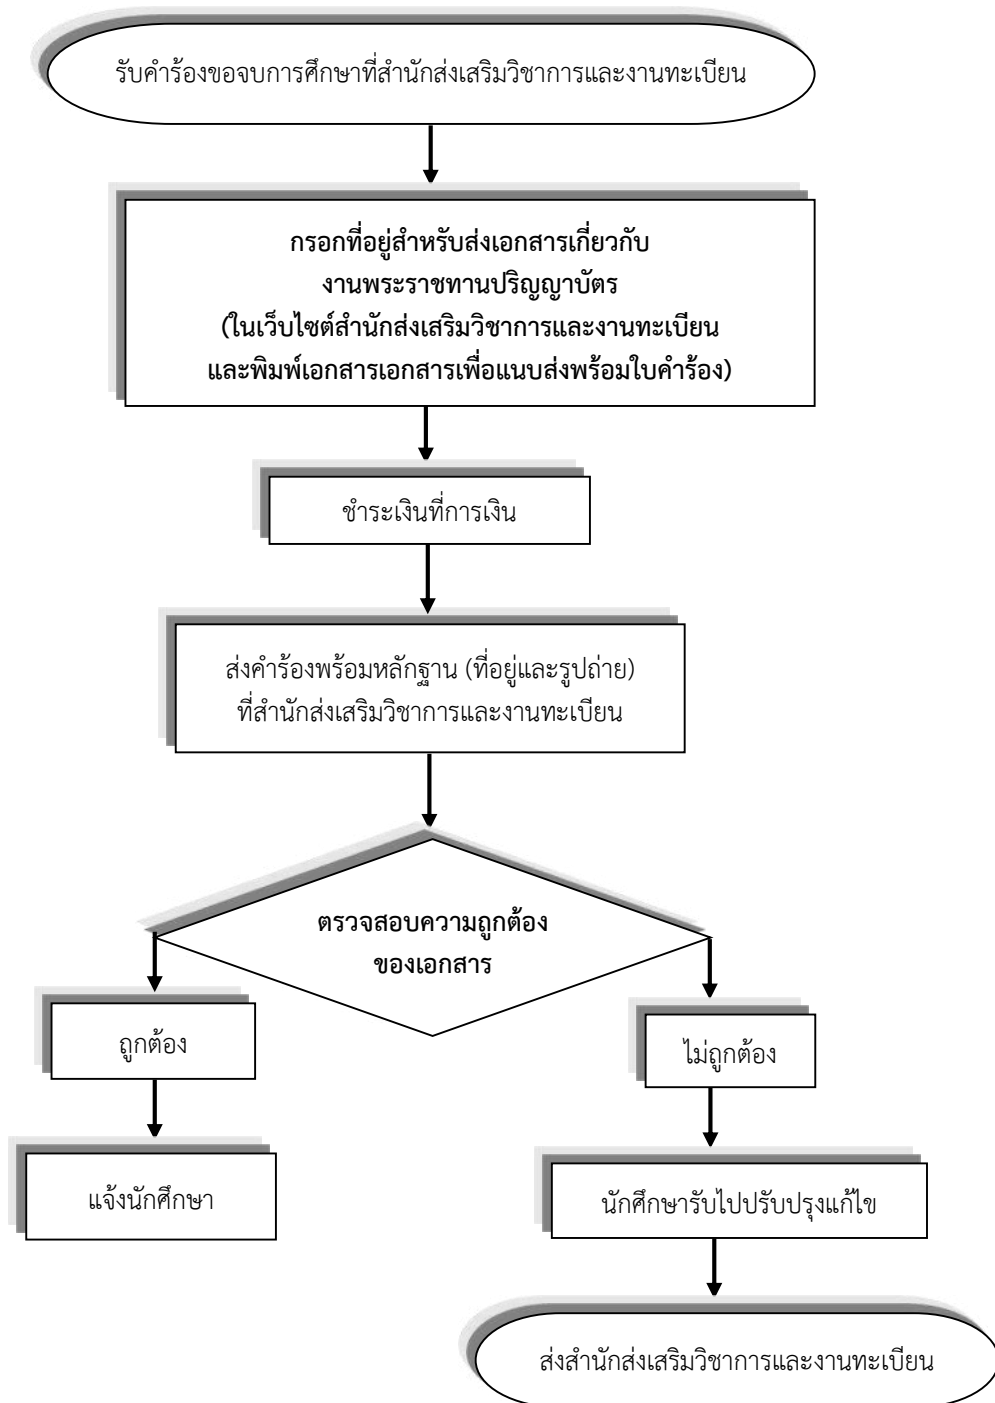 รับคำร้องขอจบการศึกษาที่สำนักส่งเสริมวิชาการและงานทะเบียน
กรอกที่อยู่สำหรับส่งเอกสารเกี่ยวกับ
งานพระราชทานปริญญาบัตร
(ในเว็บไซต์สำนักส่งเสริมวิชาการและงานทะเบียน
และพิมพ์เอกสารเอกสารเพื่อแนบส่งพร้อมใบคำร้อง)
ชำระเงินที่การเงิน
ส่งคำร้องพร้อมหลักฐาน (ที่อยู่และรูปถ่าย)
ที่สำนักส่งเสริมวิชาการและงานทะเบียน
ตรวจสอบความถูกต้อง
ของเอกสาร
ถูกต้อง
ไม่ถูกต้อง
แจ้งนักศึกษา
นักศึกษารับไปปรับปรุงแก้ไข
ส่งสำนักส่งเสริมวิชาการและงานทะเบียน